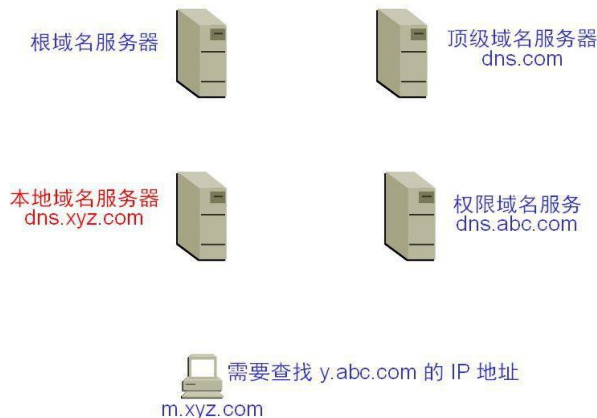 根域名服务器
顶级域名服务器
dns.com
本地域名服务器
dns.xyz.com
权限域名服务
dns.abc.com
需要查找 y.abc.com 的 IP 地址
m.xyz.com